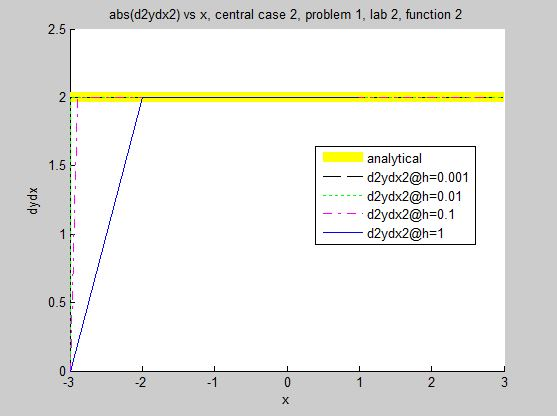 abs(d2ydx2) vs x, central case 2, problem 1, lab 2, function 2
2.5
2
1.5
1
0.5
0
dydx
analytical
d2ydx2@h=0.001
d2ydx2@h=0.01
d2ydx2@h=0.1
d2ydx2@h=1
-3 -2 -1 0 1 2 3
x